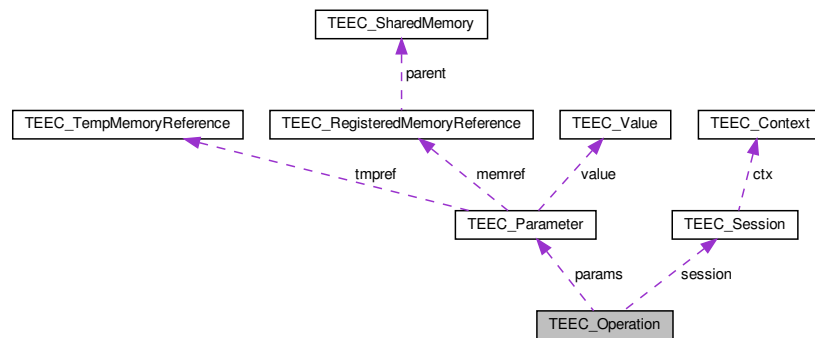 TEEC_SharedMemory
parent
TEEC_TempMemoryReference
TEEC_RegisteredMemoryReference
TEEC_Value
TEEC_Context
tmpref
memref
value
ctx
TEEC_Parameter
TEEC_Session
params
session
TEEC_Operation